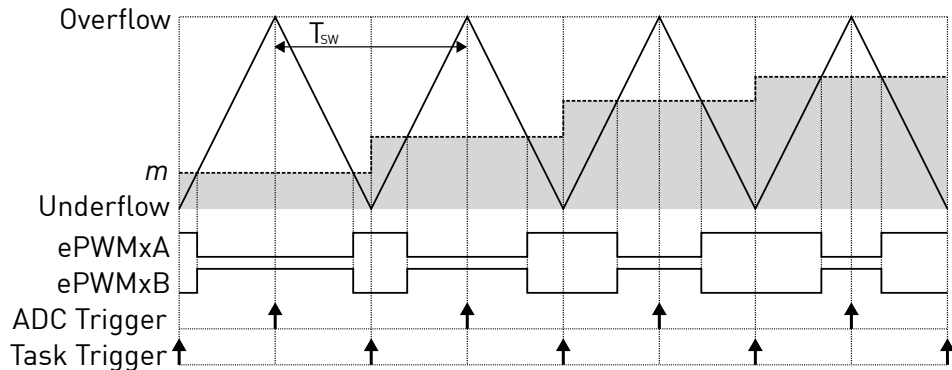 Overflow
T_SW
m
Underflow
ePWMxA
ePWMxB
ADC Trigger
Task Trigger